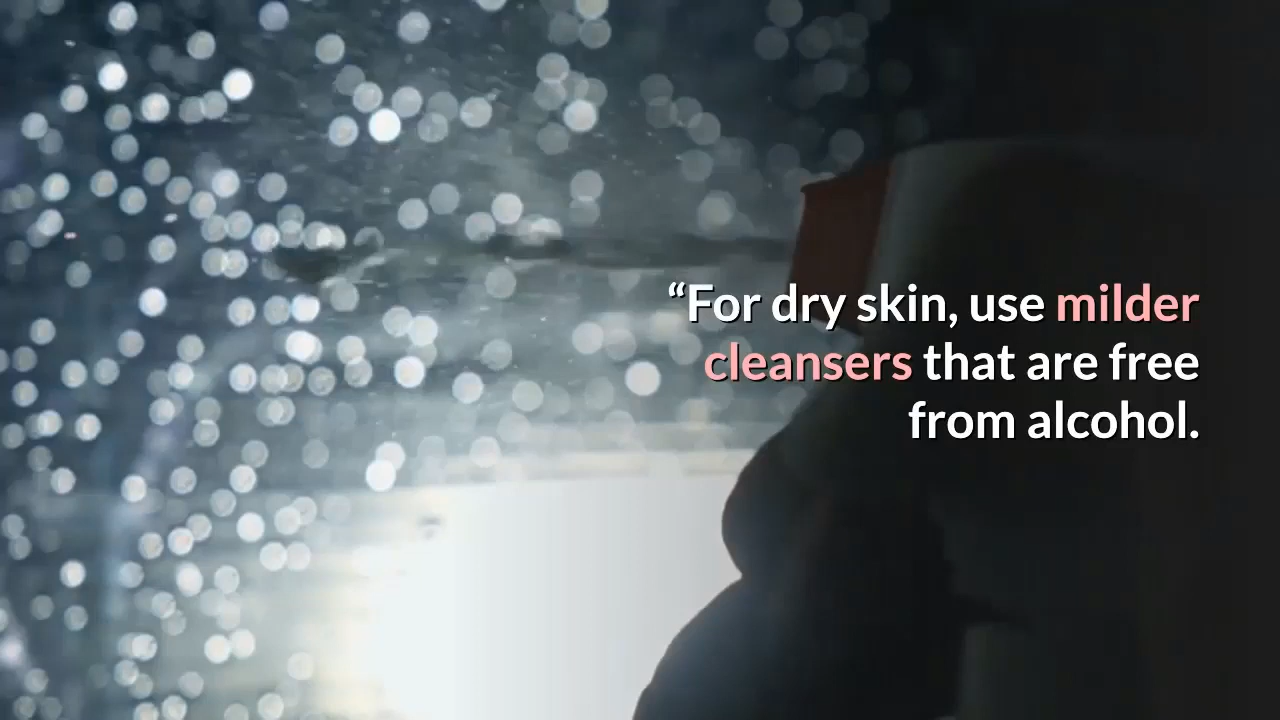 “For dry skin, use milder
cleansers that are free
from alcohol.